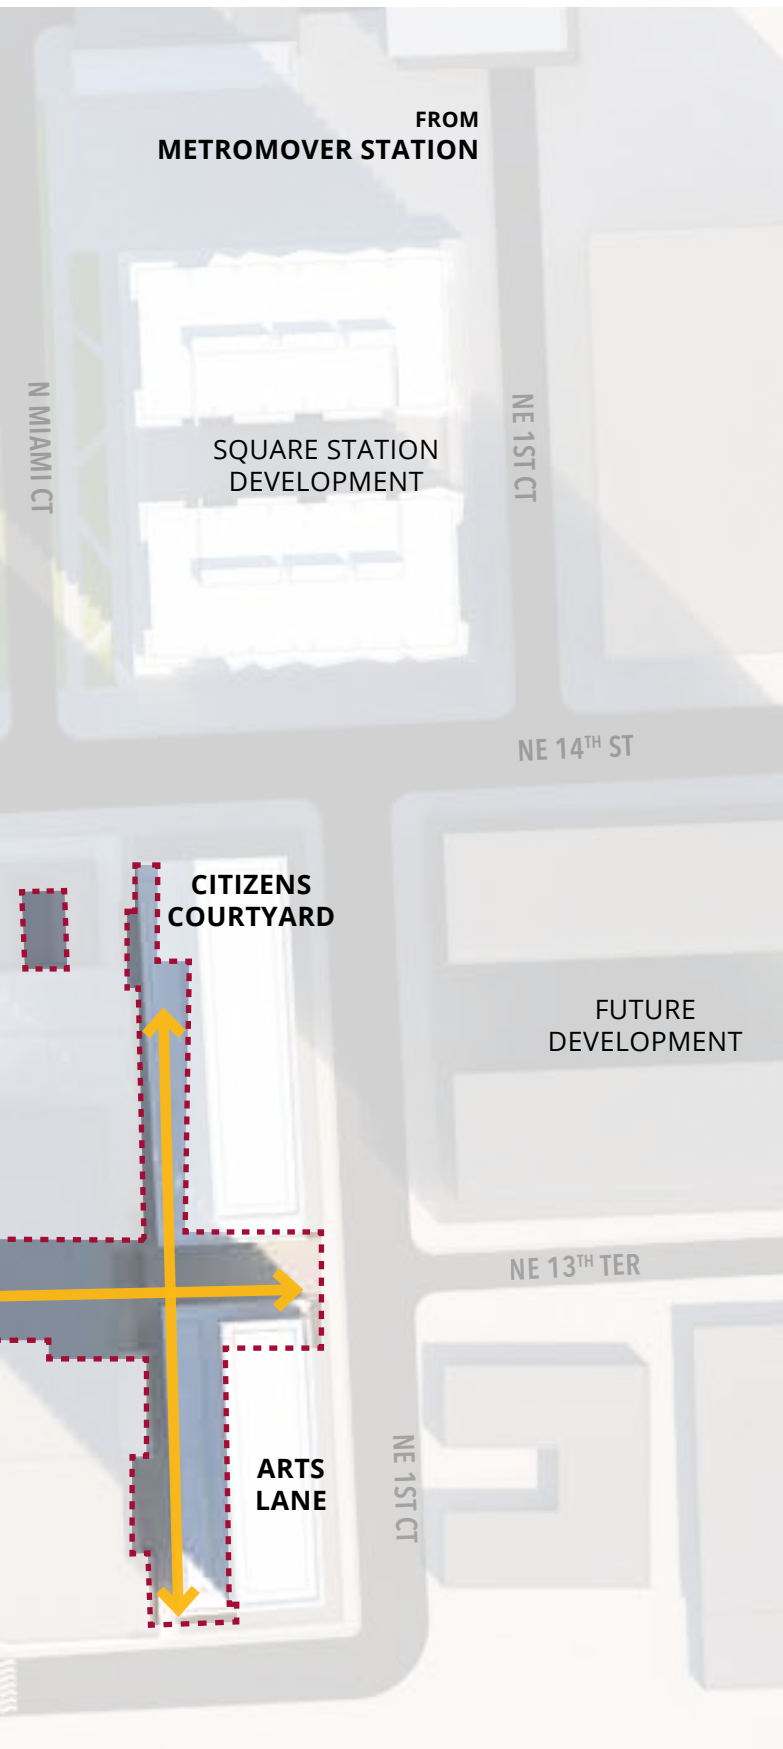 FROM
METROMOVER STATION
N MIAMI CT
NE 1ST CT
SQUARE STATION
DEVELOPMENT
NE 14TH ST
CITIZENS
COURTYARD
FUTURE
DEVELOPMENT
NE 13TH TER
NE 1ST CT
ARTS
LANE